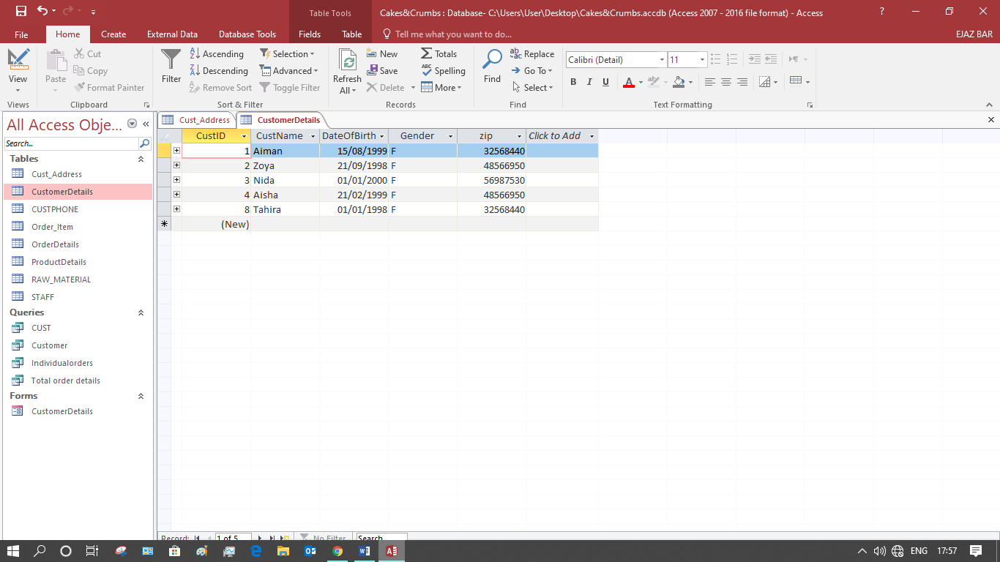 Table Tools
Cakes&Crumbs : Database- C:\Users\User\Desktop\Cakes&Crumbs.accdb (Access 2007 - 2016 file format) - Access
?
File Home Create External Data Database Tools Fields Table Tell me what you want to do... EJAZ BAR
View
Views
Paste
Cut
Copy
Format Painter
Clipboard
Filter
Ascending
Descending
Remove Sort
Selection
Advanced
Toggle Filter
Sort & Filter
Refresh
All
New
Save
Delete
Totals
Spelling
More
Records
Find
Replace
Go To
Select
Find
Calibri (Detail) 11
B I U A ab
Text Formatting
All Access Obje...
Search...
Tables
Cust_Address
CustomerDetails
CUSTPHONE
Order_Item
OrderDetails
ProductDetails
RAW_MATERIAL
STAFF
Queries
CUST
Customer
Individualorders
Total order details
Forms
CustomerDetails
Cust_Address CustomerDetails
CustID CustName DateOfBirth Gender zip Click to Add
1 Aiman 15/08/1999 F 32568440
2 Zoya 21/09/1998 F 48566950
3 Nida 01/01/2000 F 56987530
4 Aisha 21/02/1999 F 48566950
8 Tahira 01/01/1998 F 32568440
(New)
Record: 1 of 5 No Filter Search
ENG 17:57